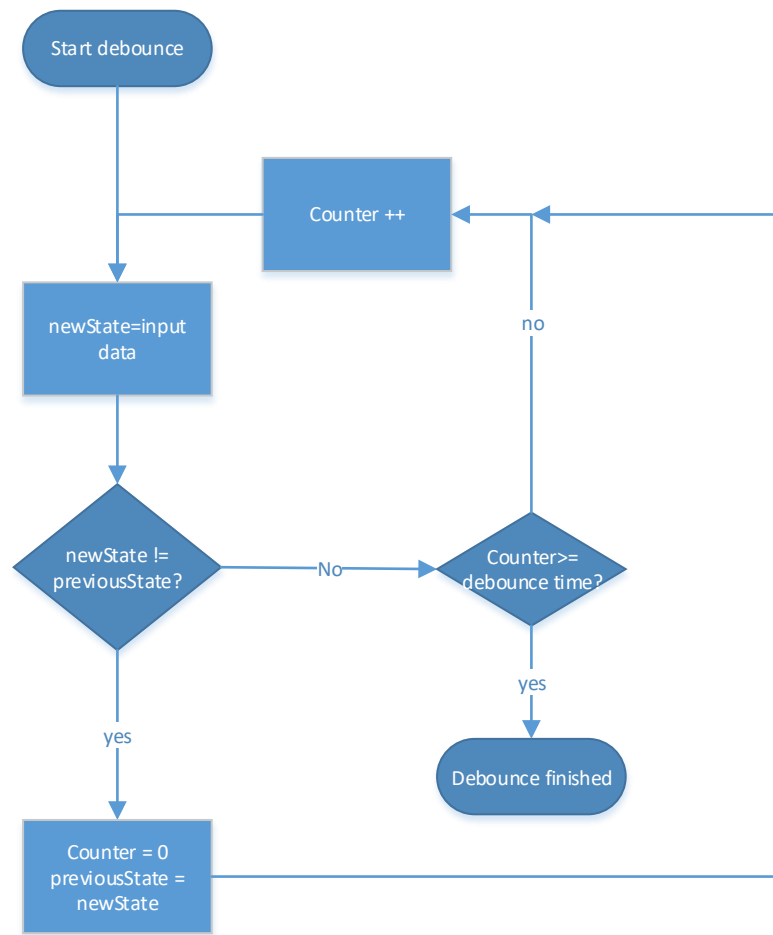 Start debounce
Counter ++
newState=input
data
no
newState !=
previousState?
No
Counter>=
debounce time?
yes
yes
Debounce finished
Counter = 0
previousState =
newState